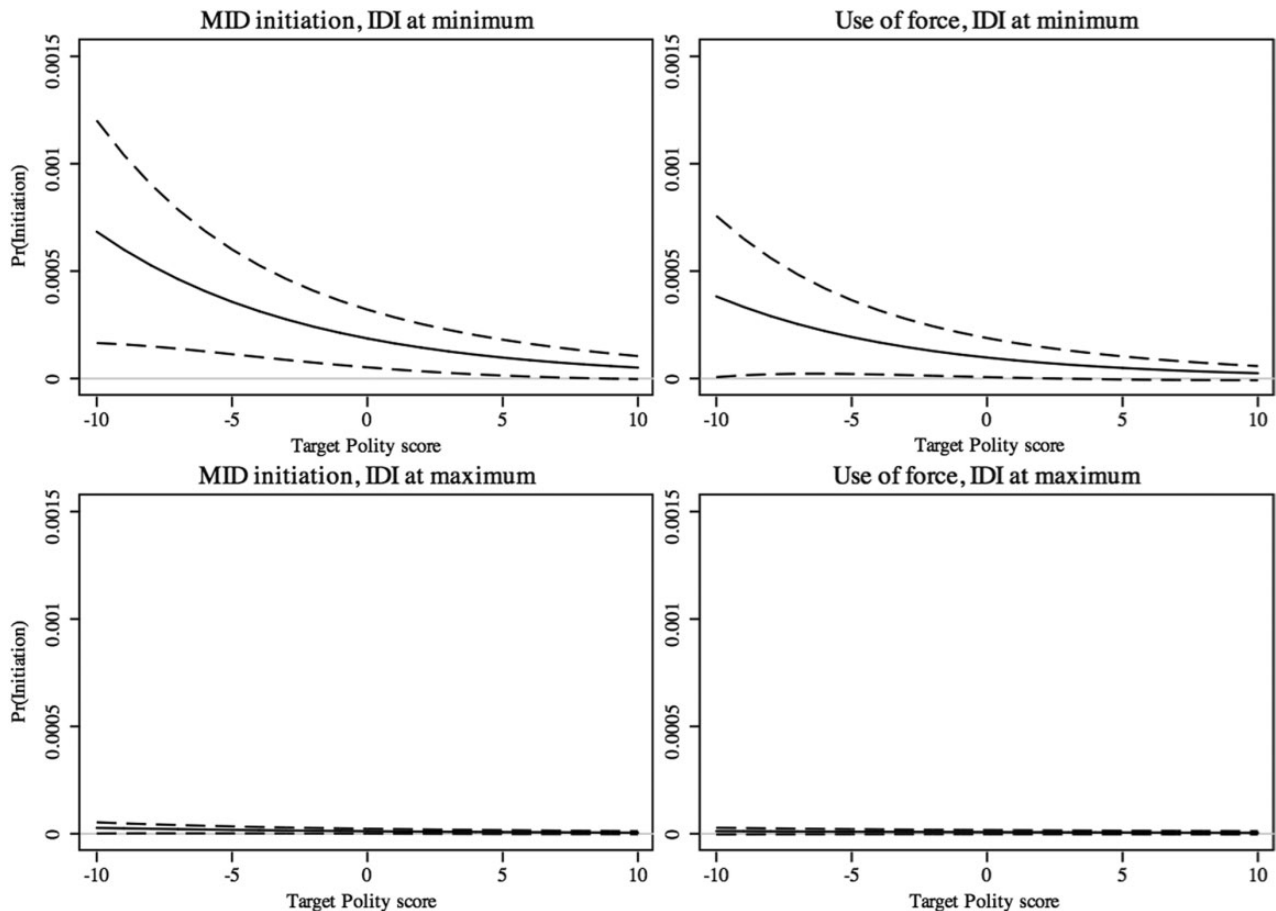 MID initiation, IDI at minimum
Pr(Initiation)
0.0015
0.001
0.0005
0
-10 -5 0 5 10
Target Polity score
Use of force, IDI at minimum
0.0015
0.001
0.0005
0
-10 -5 0 5 10
Target Polity score
MID initiation, IDI at maximum
Pr(Initiation)
0.0015
0.001
0.0005
0
-10 -5 0 5 10
Target Polity score
Use of force, IDI at maximum
0.0015
0.001
0.0005
0
-10 -5 0 5 10
Target Polity score